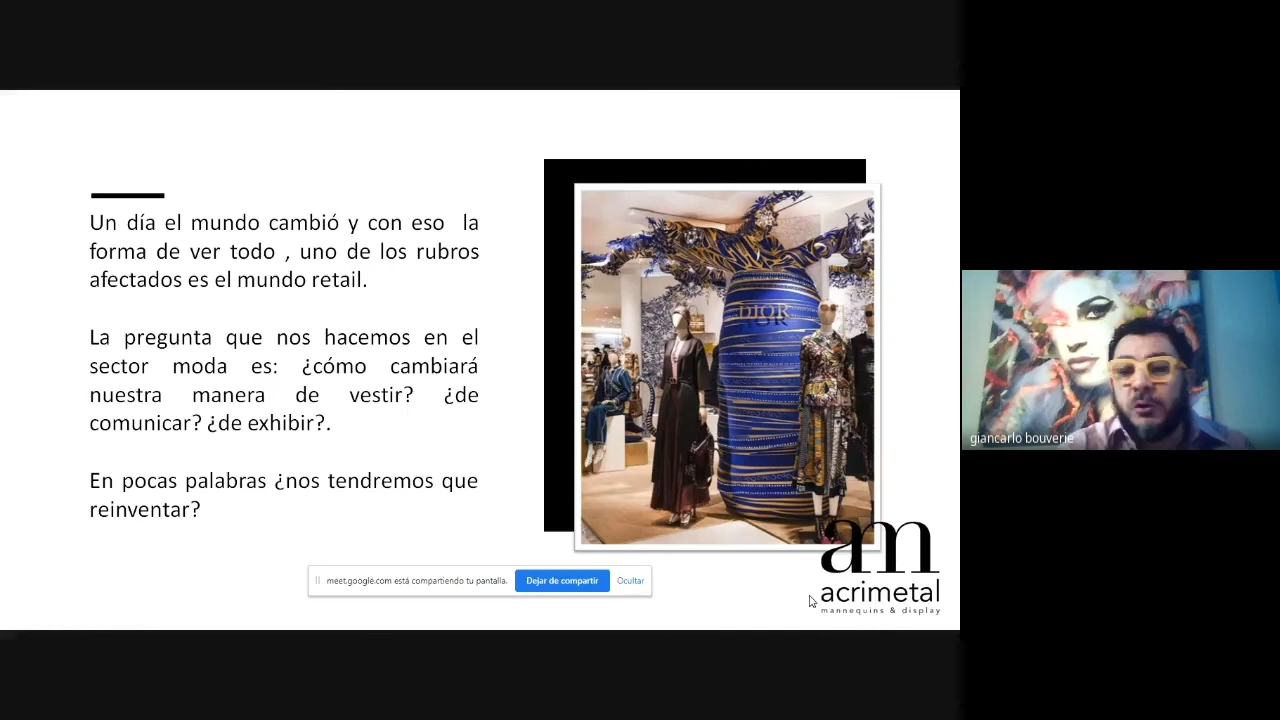 Un día el mundo cambió y con eso la
forma de ver todo , uno de los rubros
afectados es el mundo retail.
La pregunta que nos hacemos en el
sector moda es: ¿cómo cambiará
nuestra manera de vestir? ¿de
comunicar? ¿de exhibir?.
En pocas palabras ¿nos tendremos que
reinventar?
DIOR
am
acrimetal
mannequins & display
meet.google.com está compartiendo tu pantalla.
Dejar de compartir
Ocultar
giancarlo bouverie